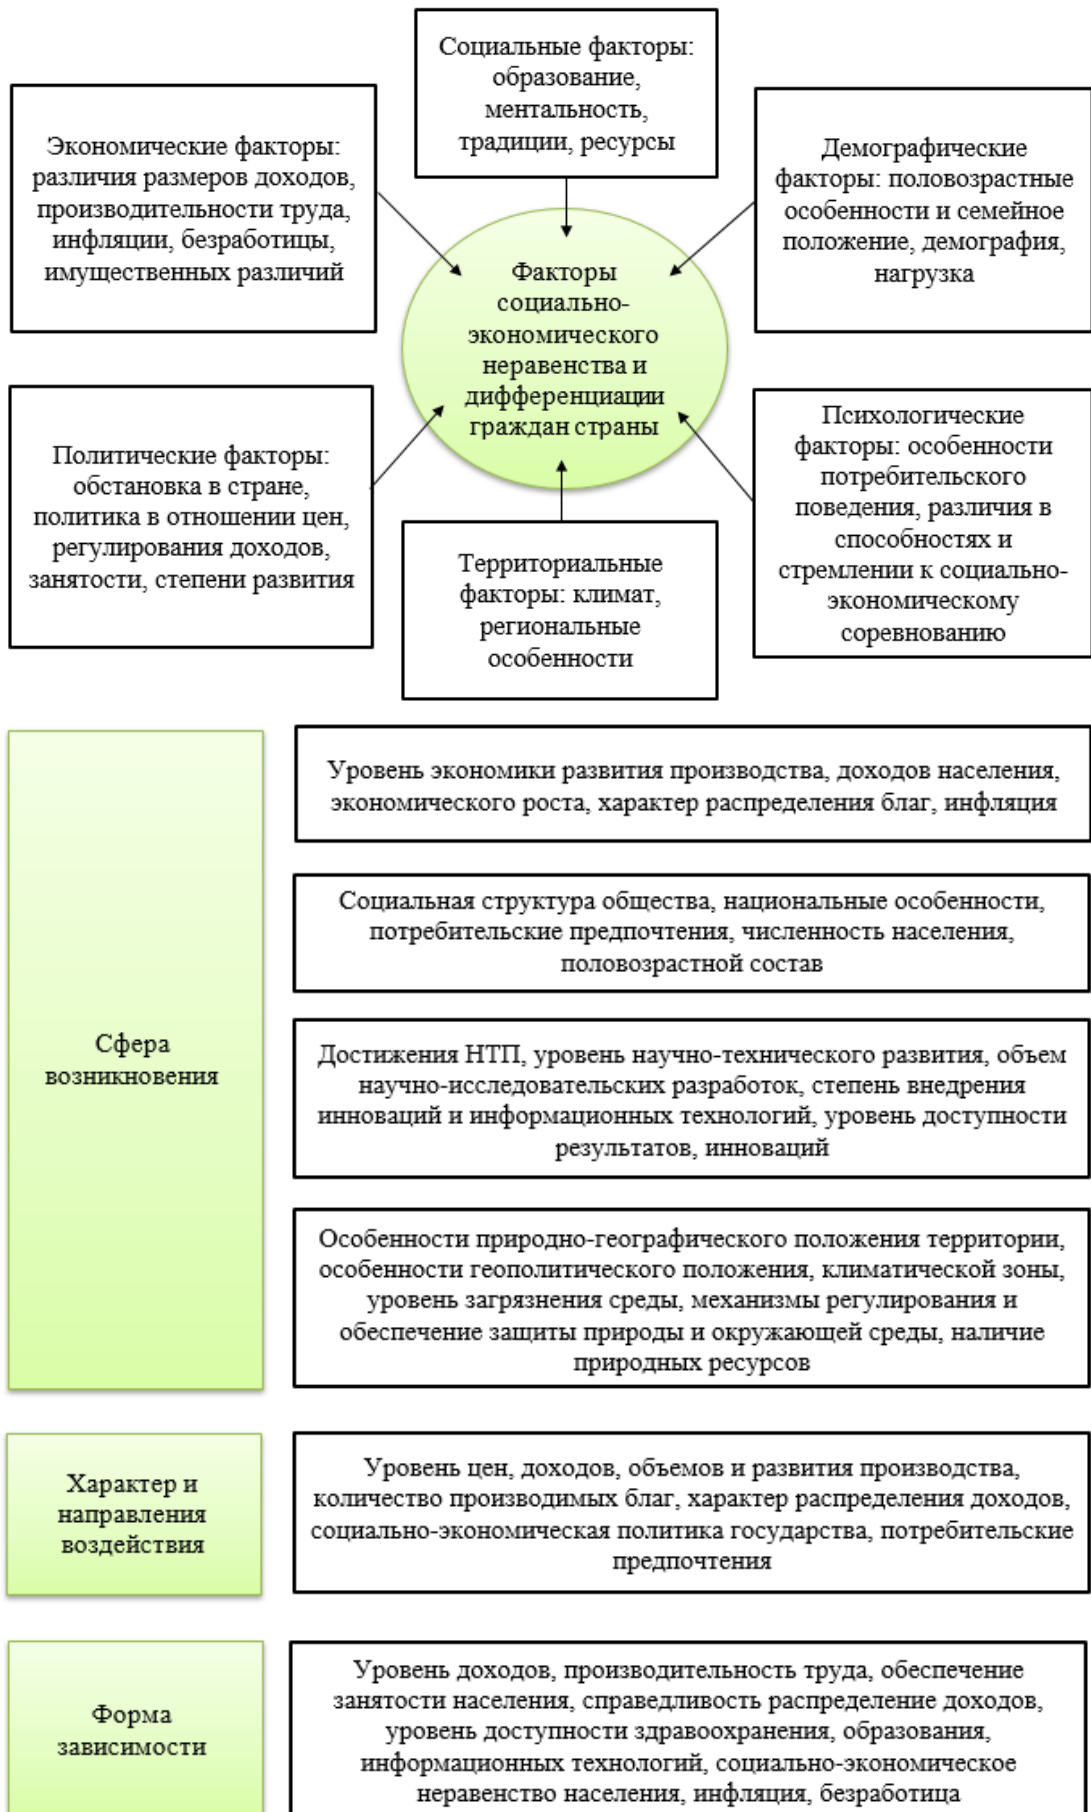 Социальные факторы:
образование,
ментальность,
традиции, ресурсы
Экономические факторы:
различия размеров доходов,
производительности труда,
инфляции, безработицы,
имущественных различий
Демографические
факторы: половозрастные
особенности и семейное
положение, демография,
нагрузка
Факторы
социально-
экономического
неравенства и
дифференциации
граждан страны
Политические факторы:
обстановка в стране,
политика в отношении цен,
регулирования доходов,
занятости, степени развития
Психологические
факторы: особенности
потребительского
поведения, различия в
способностях и
стремлении к социально-
экономическому
соревнованию
Территориальные
факторы: климат,
региональные
особенности
Сфера
возникновения
Уровень экономики развития производства, доходов населения,
экономического роста, характер распределения благ, инфляция
Социальная структура общества, национальные особенности,
потребительские предпочтения, численность населения,
половозрастной состав
Достижения НТП, уровень научно-технического развития, объем
научно-исследовательских разработок, степень внедрения
инноваций и информационных технологий, уровень доступности
результатов, инноваций
Особенности природно-географического положения территории,
особенности геополитического положения, климатической зоны,
уровень загрязнения среды, механизмы регулирования и
обеспечение защиты природы и окружающей среды, наличие
природных ресурсов
Характер и
направления
воздействия
Уровень цен, доходов, объемов и развития производства,
количество производимых благ, характер распределения доходов,
социально-экономическая политика государства, потребительские
предпочтения
Форма
зависимости
Уровень доходов, производительность труда, обеспечение
занятости населения, справедливость распределение доходов,
уровень доступности здравоохранения, образования,
информационных технологий, социально-экономическое
неравенство населения, инфляция, безработица